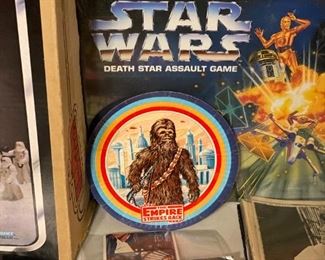 STAR
WARS
DEATH STAR ASSAULT GAME
THE
EMPIRE
STRIKES BACK